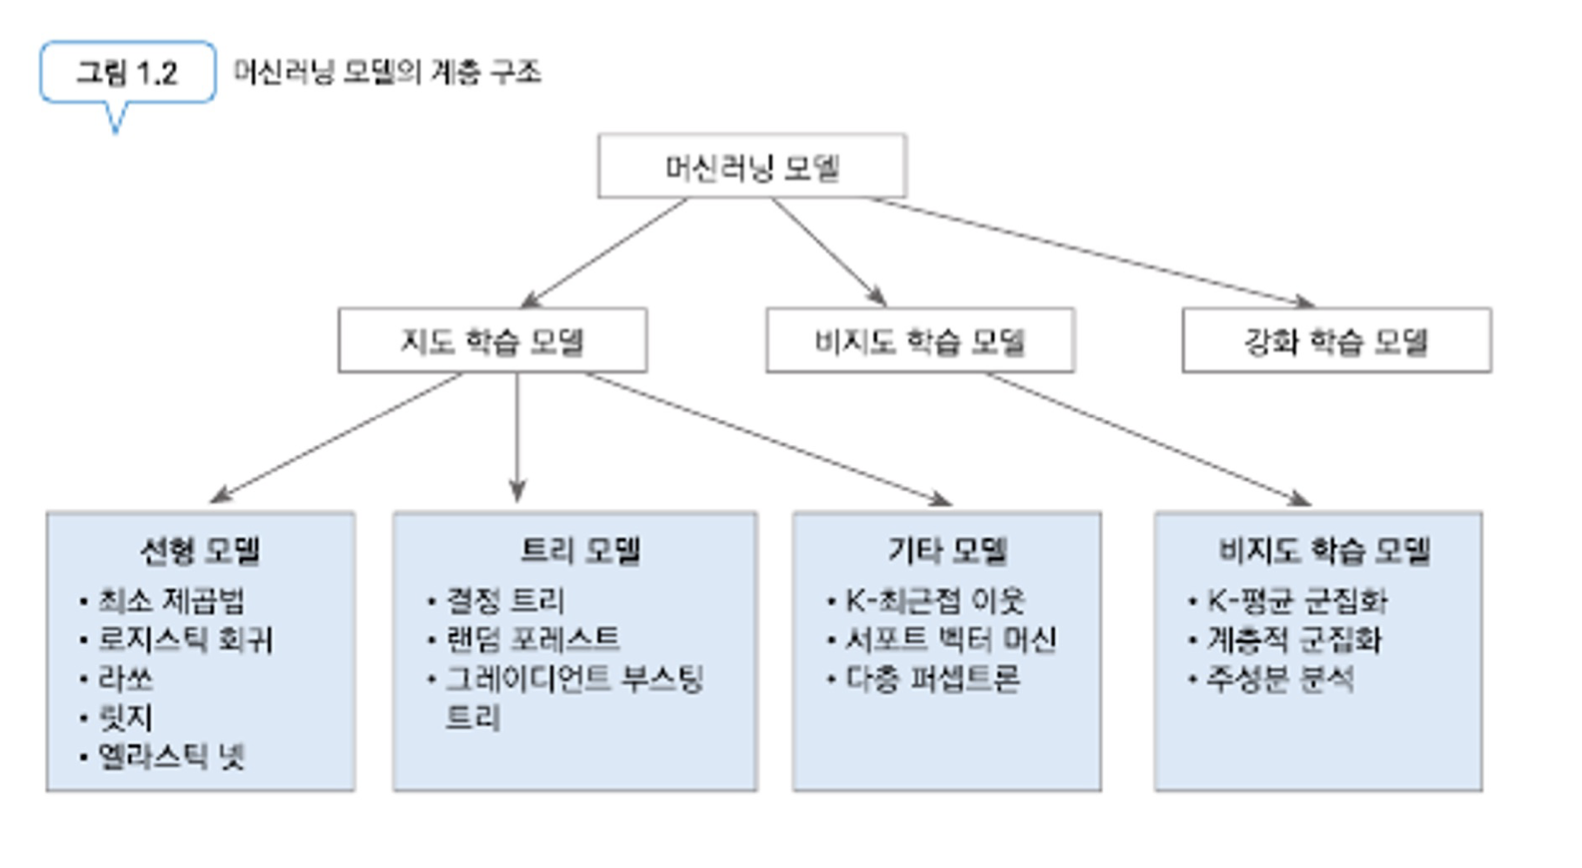 그림 1.2
머신러닝 모델의 계층 구조
머신러닝 모델
지도 학습 모델
비지도 학습 모델
강화 학습 모델
선형 모델
• 최소 제곱법
• 로지스틱 회귀
• 라쏘
• 릿지
• 엘라스틱 넷
트리 모델
• 결정 트리
• 랜덤 포레스트
• 그레이디언트 부스팅
트리
기타 모델
• K-최근접 이웃
• 서포트 벡터 머신
• 다층 퍼셉트론
비지도 학습 모델
• K-평균 군집화
• 계층적 군집화
• 주성분 분석